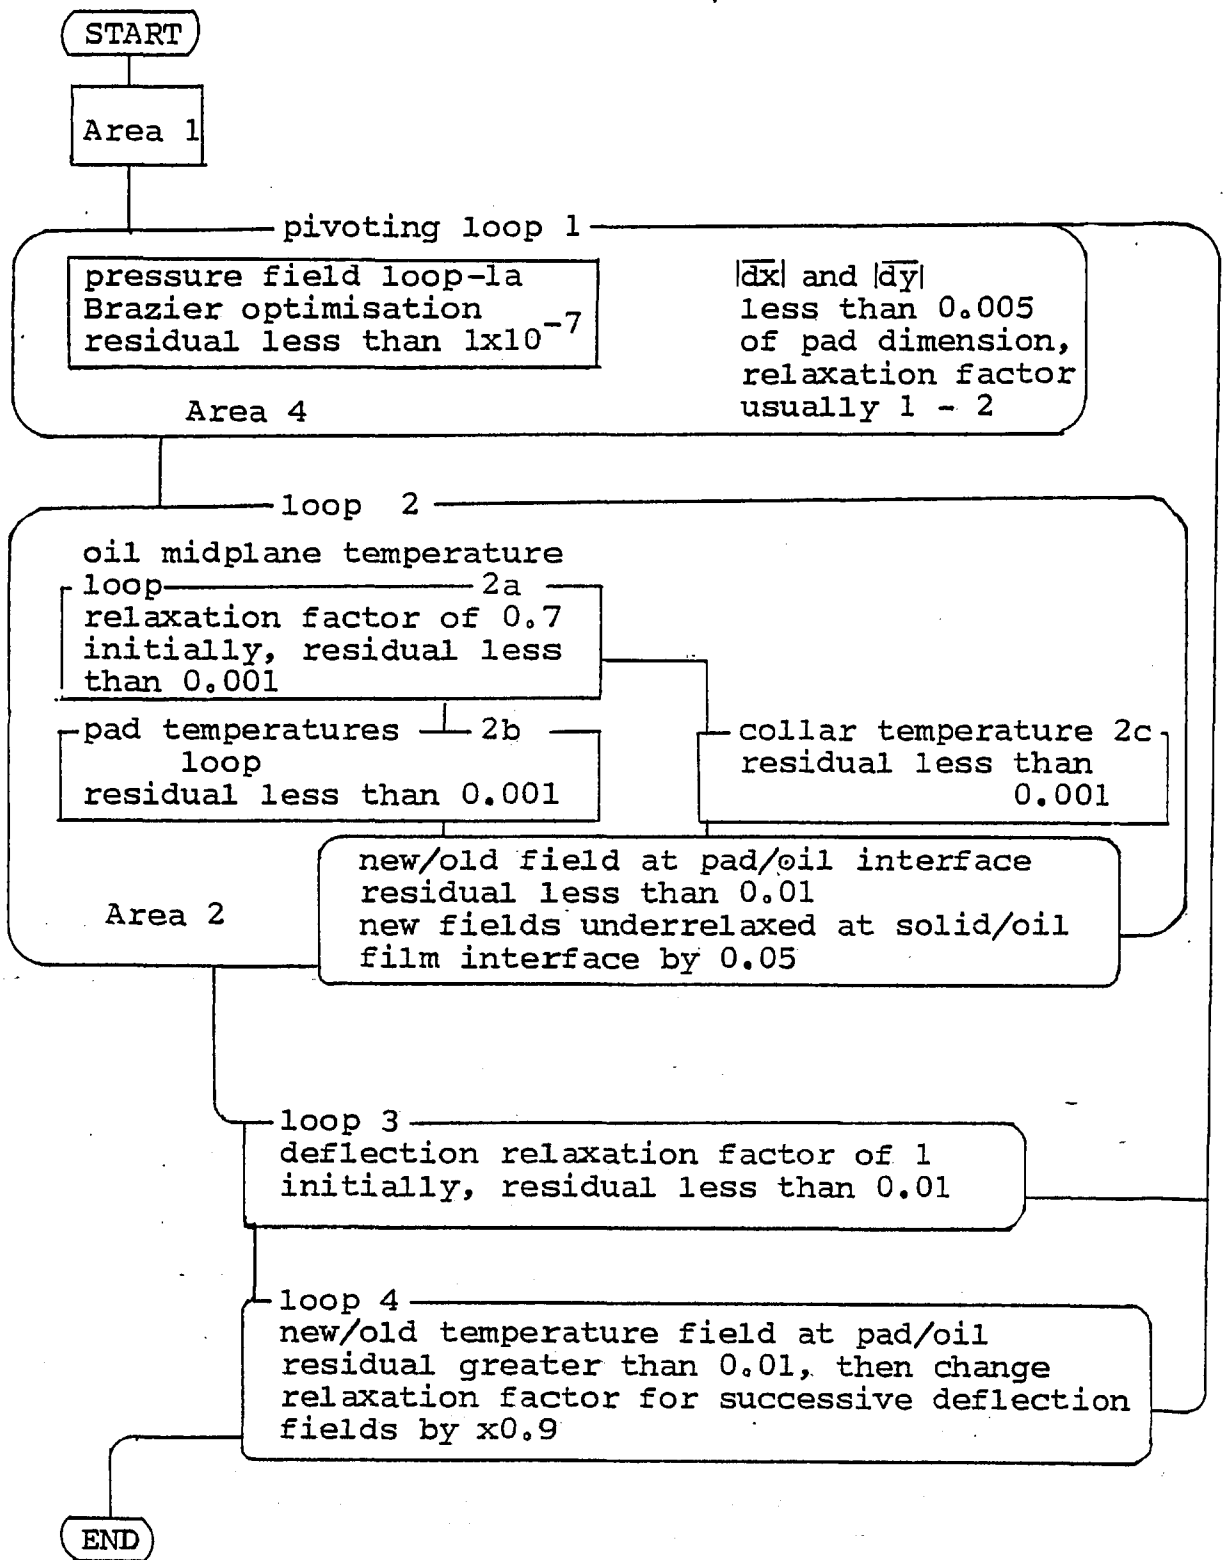 START
Area 1
pivoting loop 1
pressure field loop-1a
Brazier optimisation
residual less than 1x10⁻⁷
Area 4
|d̅x̅| and |d̅y̅|
less than 0.005
of pad dimension,
relaxation factor
usually 1 - 2
loop 2
oil midplane temperature
loop 2a
relaxation factor of 0.7
initially, residual less
than 0.001
pad temperatures 2b
loop
residual less than 0.001
collar temperature 2c
residual less than
0.001
new/old field at pad/oil interface
residual less than 0.01
new fields underrelaxed at solid/oil
film interface by 0.05
Area 2
loop 3
deflection relaxation factor of 1
initially, residual less than 0.01
loop 4
new/old temperature field at pad/oil
residual greater than 0.01, then change
relaxation factor for successive deflection
fields by x0.9
END